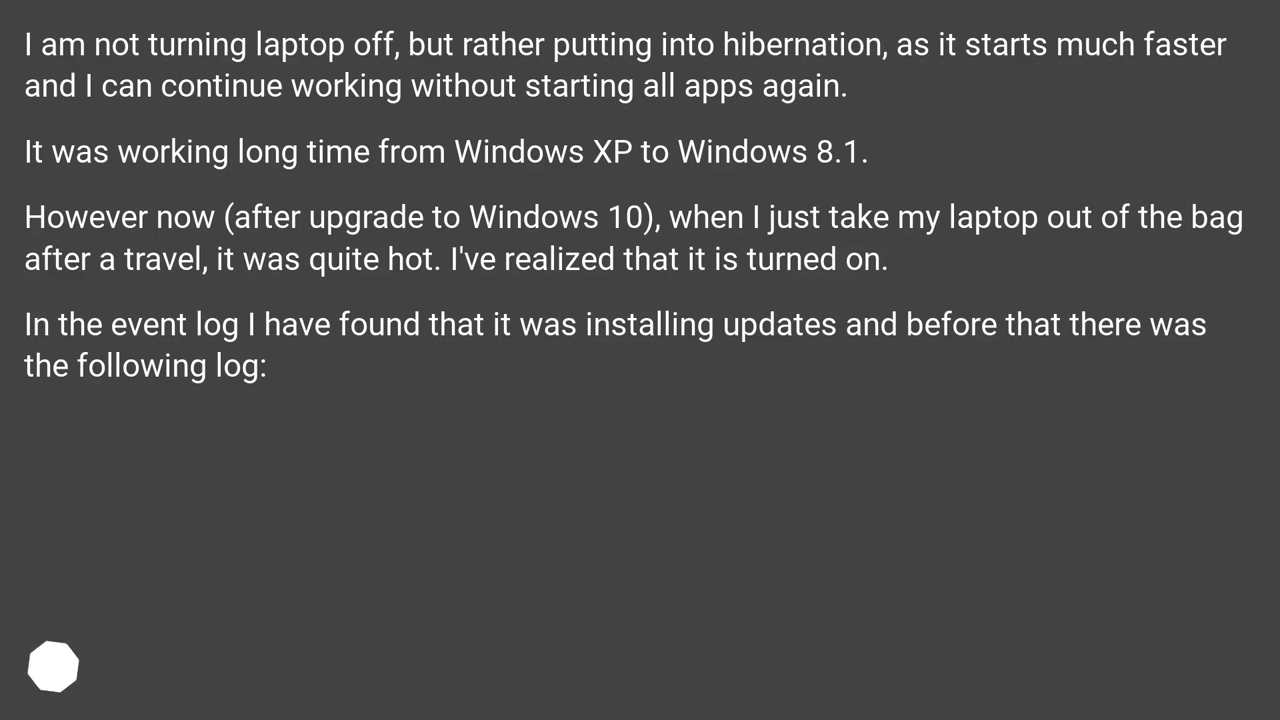 I am not turning laptop off, but rather putting into hibernation, as it starts much faster
and I can continue working without starting all apps again.
It was working long time from Windows XP to Windows 8.1.
However now (after upgrade to Windows 10), when I just take my laptop out of the bag
after a travel, it was quite hot. I've realized that it is turned on.
In the event log I have found that it was installing updates and before that there was
the following log: